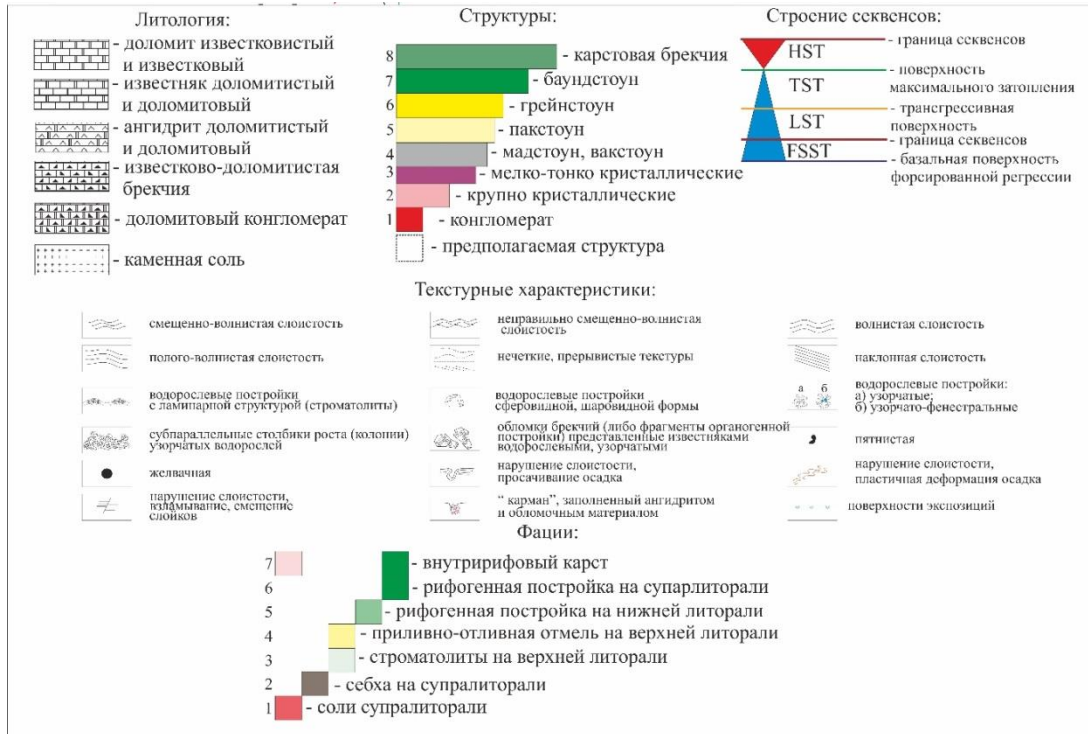 Литология:
- доломит известковистый
и известковый
- известняк доломитистый
и доломитовый
- ангидрит доломитистый
и доломитовый
- известково-доломитистая
брекчия
- доломитовый конгломерат
- каменная соль
Структуры:
8
- карстовая брекчия
7
- баундстоун
6
- грейнстоун
5
- пакстоун
4
- мадстоун, вакстоун
3
- мелко-тонко кристаллические
2
- крупно кристаллические
1
- конгломерат
- предполагаемая структура
Строение секвенсов:
HST
TST
LST
FSST
- граница секвенсов
- поверхность
максимального затопления
- трансгрессивная
поверхность
- граница секвенсов
- базальная поверхность
форсированной регрессии
Текстурные характеристики:
смещенно-волнистая слоистость
неправильно смещенно-волнистая
слоистость
волнистая слоистость
полого-волнистая слоистость
нечеткие, прерывистые текстуры
наклонная слоистость
водорослевые постройки
с ламинарной структурой (строматолиты)
водорослевые постройки
сферовидной, шаровидной формы
а б
водорослевые постройки:
а) узорчатые;
б) узорчато-фенестральные
субпараллельные столбики роста (колонии)
узорчатых водорослей
обломки брекчий (либо фрагменты органогенной
постройки) представленные известняками
водорослевыми, узорчатыми
пятнистая
желвачная
нарушение слоистости,
просачивание осадка
нарушение слоистости,
пластичная деформация осадка
нарушение слоистости,
взламывание, смещение
слойков
“ карман”, заполненный ангидритом
и обломочным материалом
поверхности экспозиций
Фации:
7
- внутририфовый карст
6
- рифогенная постройка на супарлиторали
5
- рифогенная постройка на нижней литорали
4
- приливно-отливная отмель на верхней литорали
3
- строматолиты на верхней литорали
2
- себха на супралиторали
1
- соли супралиторали